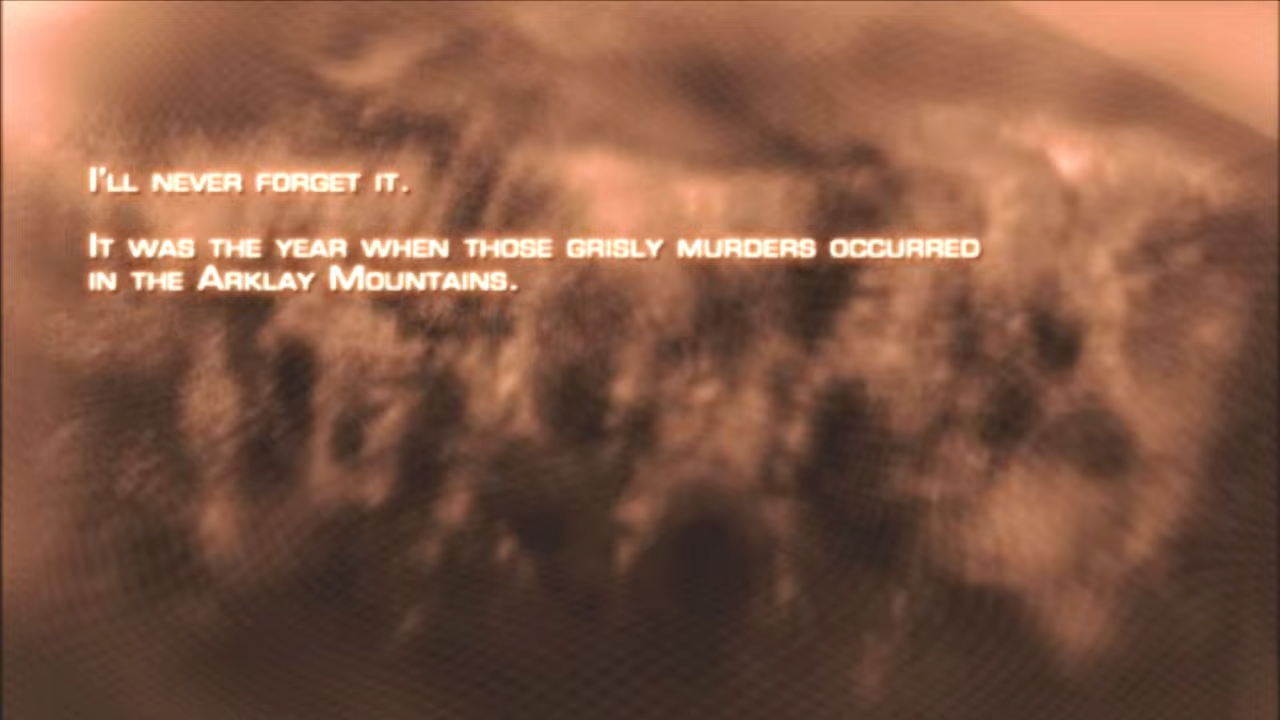 I'll never forget it.
It was the year when those grisly murders occurred
in the Arklay Mountains.